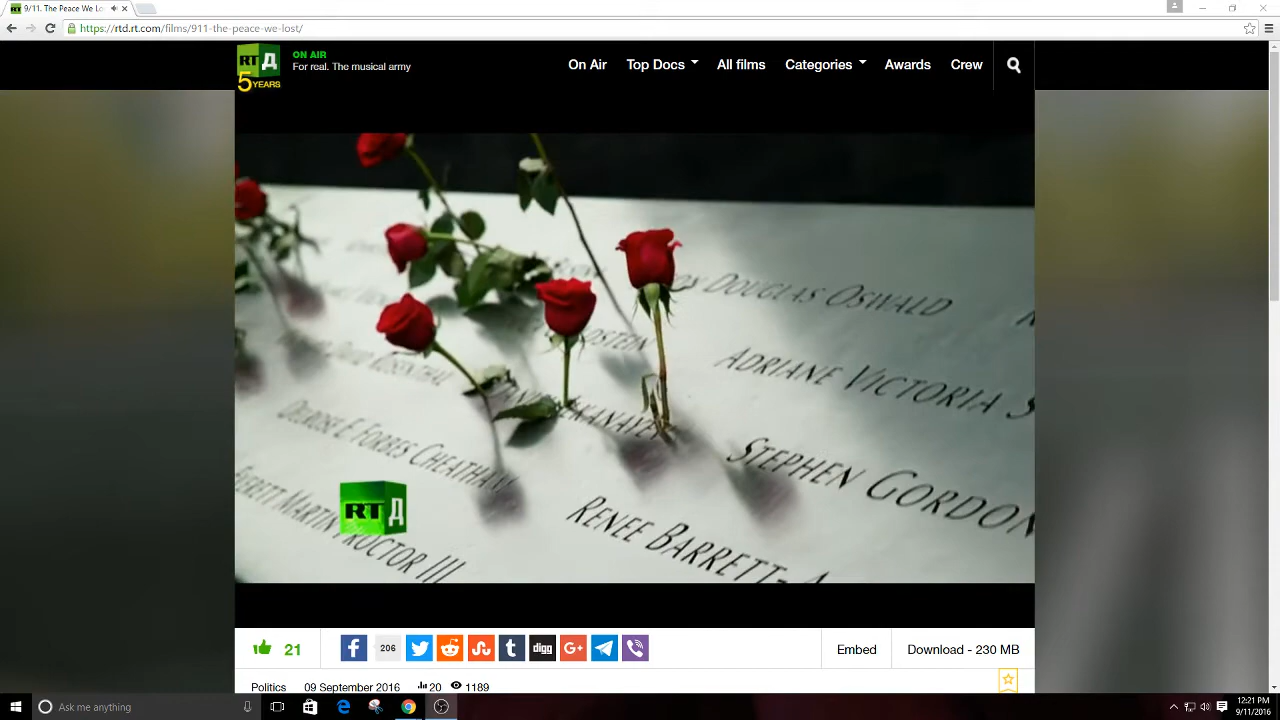 9/11. The Peace We Lo
https://rtd.rt.com/films/911-the-peace-we-lost/
RT Д
5 YEARS
ON AIR
For real. The musical army
On Air
Top Docs
All films
Categories
Awards
Crew
DOUGLAS OSWALD
ADRIANE VICTORIA
STEPHEN GORDON
DENROSE E. FORBES CHEATHAM
RENEE BARRETT-
EVERETT MARTIN PROCTOR III
RT Д
21
206
digg
G+
Embed
Download - 230 MB
Politics
09 September 2016
20
1189
Ask me anything
12:21 PM
9/11/2016